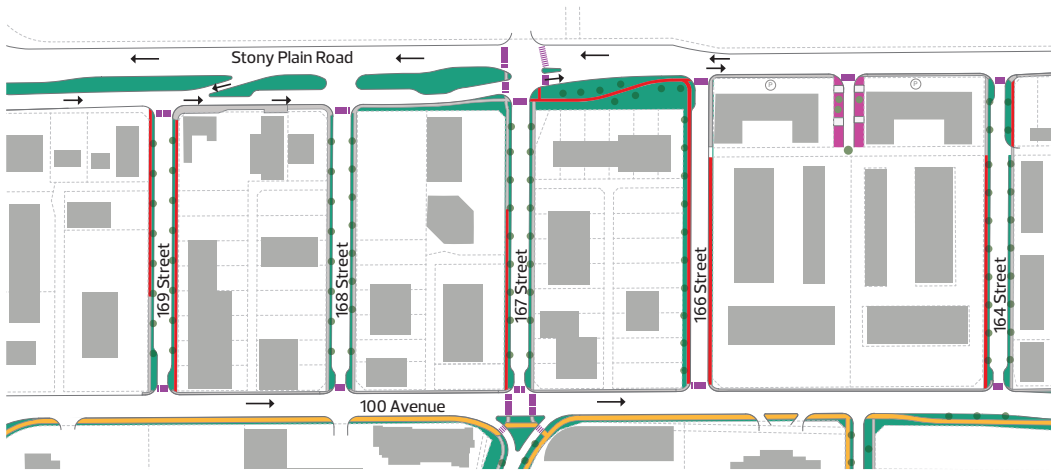 Stony Plain Road
P
P
169 Street
168 Street
167 Street
166 Street
164 Street
100 Avenue